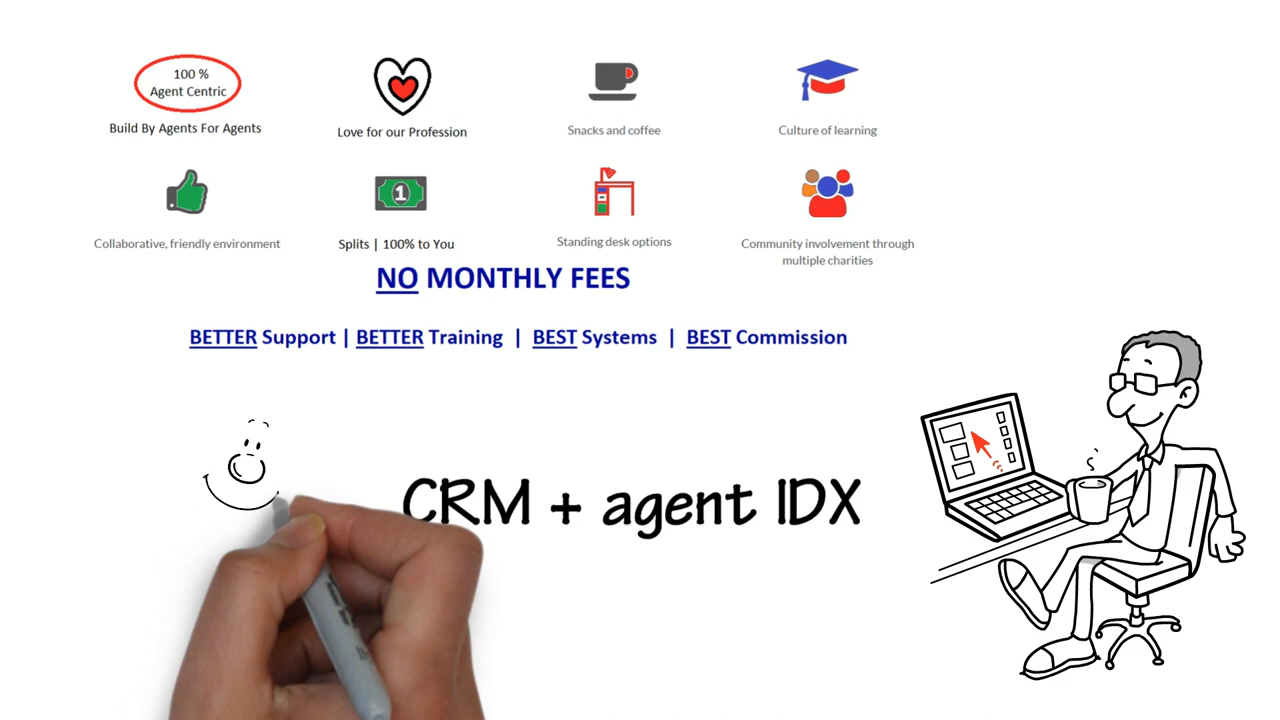 100 %
Agent Centric
Build By Agents For Agents
Love for our Profession
Snacks and coffee
Culture of learning
1
Collaborative, friendly environment
Splits | 100% to You
Standing desk options
Community involvement through
multiple charities
NO MONTHLY FEES
BETTER Support | BETTER Training | BEST Systems | BEST Commission
CRM + agent IDX